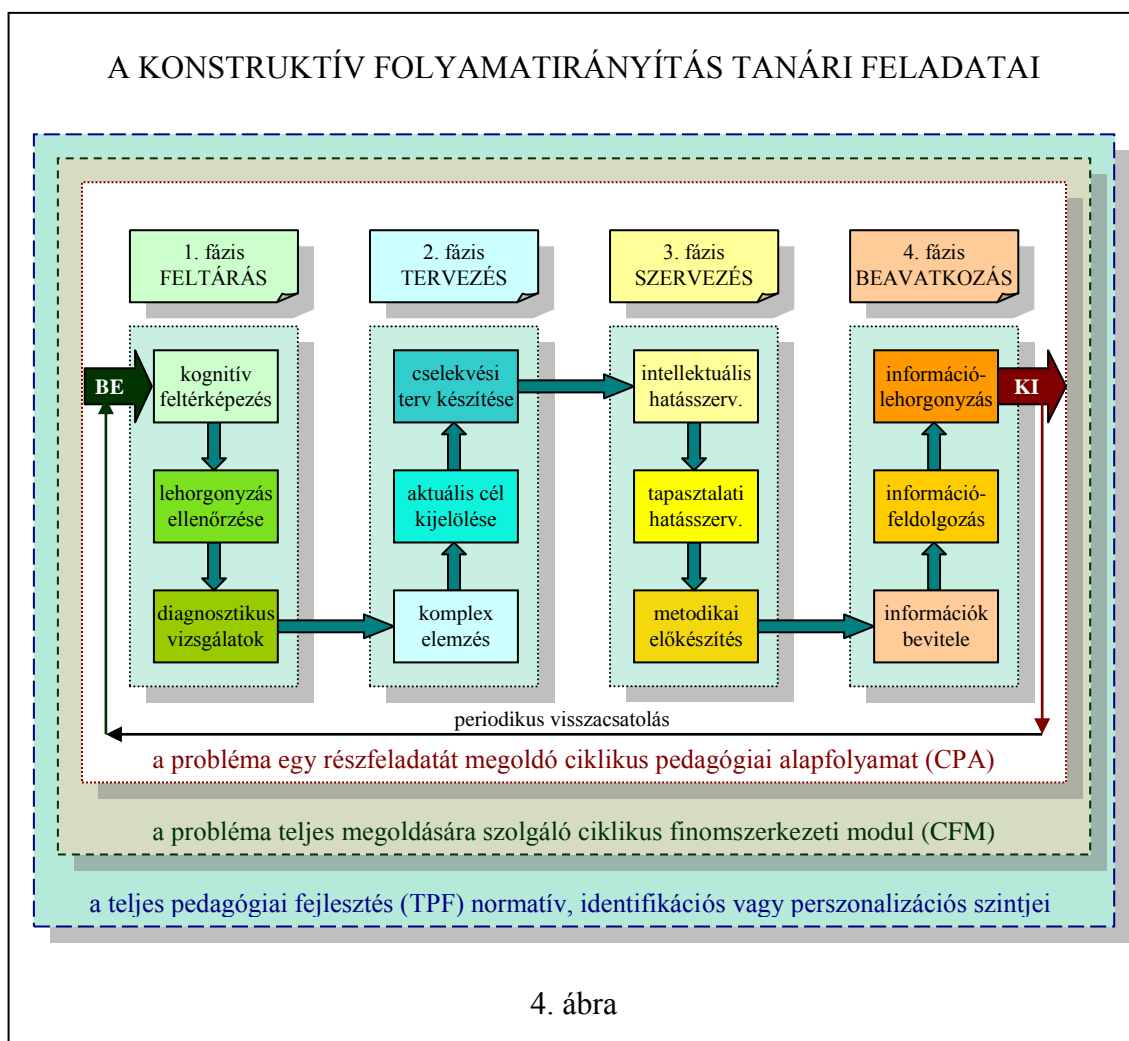 A KONSTRUKTÍV FOLYAMATIRÁNYÍTÁS TANÁRI FELADATAI
1. fázis
FELTÁRÁS
2. fázis
TERVEZÉS
3. fázis
SZERVEZÉS
4. fázis
BEAVATKOZÁS
BE
kognitív
feltérképezés
lehorgonyzás
ellenőrzése
diagnosztikus
vizsgálatok
cselekvési
terv készítése
aktuális cél
kijelölése
komplex
elemzés
intellektuális
hatásszerv.
tapasztalati
hatásszerv.
metodikai
előkészítés
információ-
lehorgonyzás
KI
információ-
feldolgozás
információk
bevitele
periodikus visszacsatolás
a probléma egy részfeladatát megoldó ciklikus pedagógiai alapfolyamat (CPA)
a probléma teljes megoldására szolgáló ciklikus finomszerkezeti modul (CFM)
a teljes pedagógiai fejlesztés (TPF) normatív, identifikációs vagy perszonalizációs szintjei
4. ábra